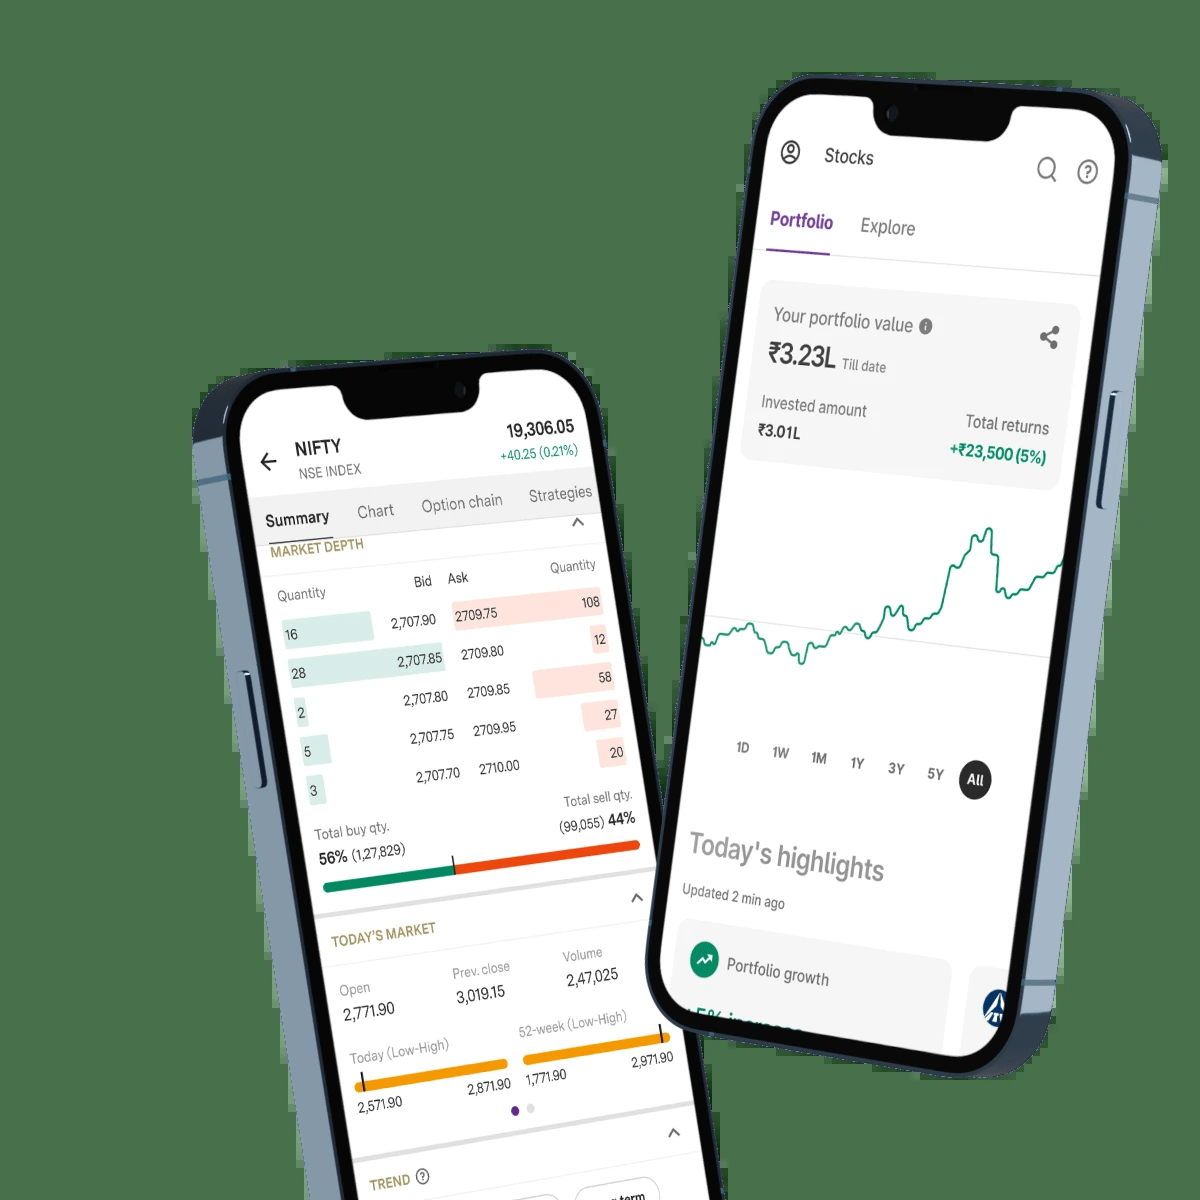 NIFTY
19,306.05
NSE INDEX
+40.25 (0.21%)
Summary Chart Option chain Strategies
MARKET DEPTH
Quantity Bid Ask Quantity
16 2,707.90 2709.75 108
28 2,707.85 2709.80 12
2 2,707.80 2709.85 58
5 2,707.75 2709.95 27
3 2,707.70 2710.00 20
Total buy qty. Total sell qty.
56% (1,27,829) (99,055) 44%
TODAY'S MARKET
Open Prev. close Volume
2,771.90 3,019.15 2,47,025
Today (Low-High) 52-week (Low-High)
2,571.90 2,871.90 1,771.90 2,971.90
TREND ?
term
Stocks
?
Portfolio Explore
Your portfolio value i
₹3.23L Till date
Invested amount Total returns
₹3.01L +₹23,500 (5%)
1D 1W 1M 1Y 3Y 5Y All
Today's highlights
Updated 2 min ago
Portfolio growth